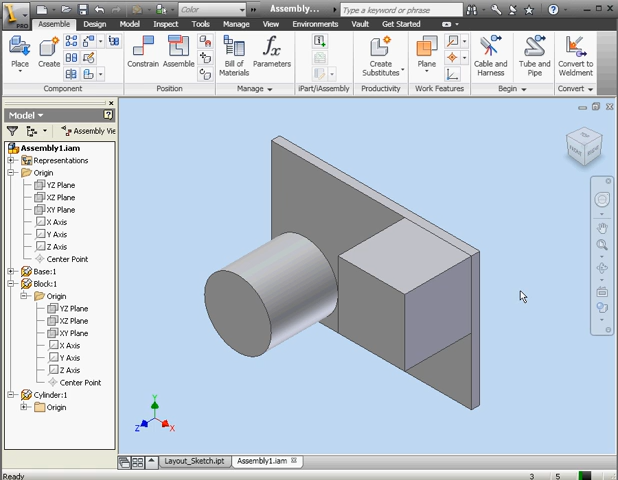 PRO
Color
Assembly...
Type a keyword or phrase
Assemble Design Model Inspect Tools Manage View Environments Vault Get Started
Place Create Constrain Assemble Bill of Materials Parameters Create Substitutes Plane Cable and Harness Tube and Pipe Convert to Weldment
Component Position Manage iPart/iAssembly Productivity Work Features Begin Convert
Model
Assembly Vie
Assembly1.iam
Representations
Origin
YZ Plane
XZ Plane
XY Plane
X Axis
Y Axis
Z Axis
Center Point
Base:1
Block:1
Origin
YZ Plane
XZ Plane
XY Plane
X Axis
Y Axis
Z Axis
Center Point
Cylinder:1
Origin
Y
Z
X
Layout_Sketch.ipt Assembly1.iam
Ready 3 5